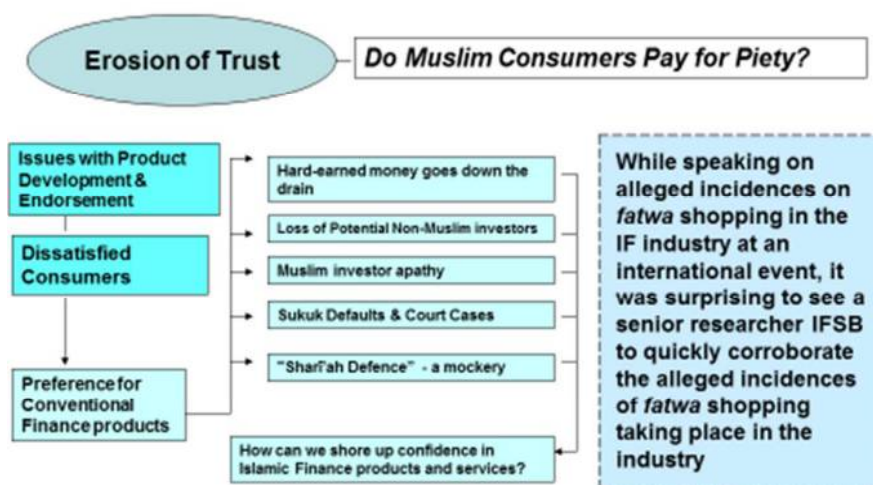 Erosion of Trust
Do Muslim Consumers Pay for Piety?
Issues with Product
Development &
Endorsement
Dissatisfied
Consumers
Preference for
Conventional
Finance products
Hard-earned money goes down the
drain
Loss of Potential Non-Muslim investors
Muslim investor apathy
Sukuk Defaults & Court Cases
"Sharī'ah Defence" - a mockery
How can we shore up confidence in
Islamic Finance products and services?
While speaking on
alleged incidences on
fatwa shopping in the
IF industry at an
international event, it
was surprising to see a
senior researcher IFSB
to quickly corroborate
the alleged incidences
of fatwa shopping
taking place in the
industry